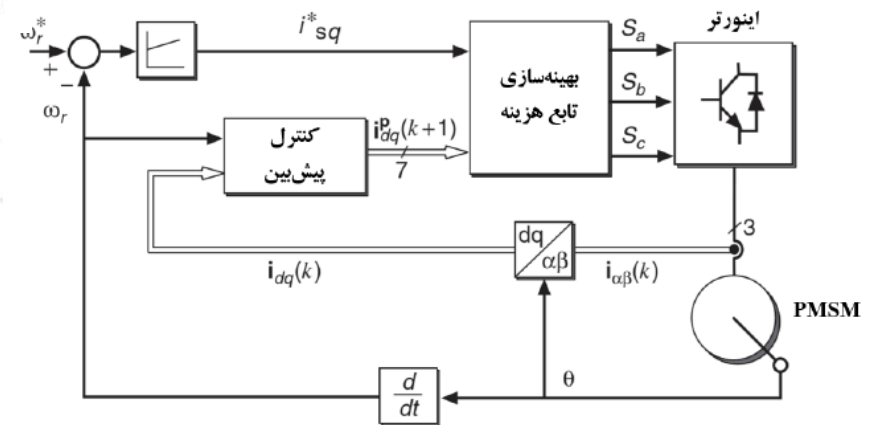 ω*r
+
−
ωr
i*sq
بهینه‌سازی
تابع هزینه
Sa
Sb
Sc
اینورتر
کنترل
پیش‌بین
i^p_dq(k+1)
7
3
dq
αβ
idq(k)
iαβ(k)
PMSM
θ
d
dt